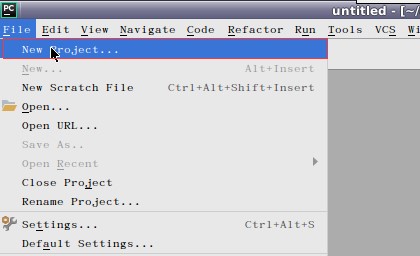 PC
untitled - [~/
File Edit View Navigate Code Refactor Run Tools VCS Wi
New Project...
New... Alt+Insert
New Scratch File Ctrl+Alt+Shift+Insert
Open...
Open URL...
Save As..
Open Recent
Close Project
Rename Project...
Settings... Ctrl+Alt+S
Default Settings...